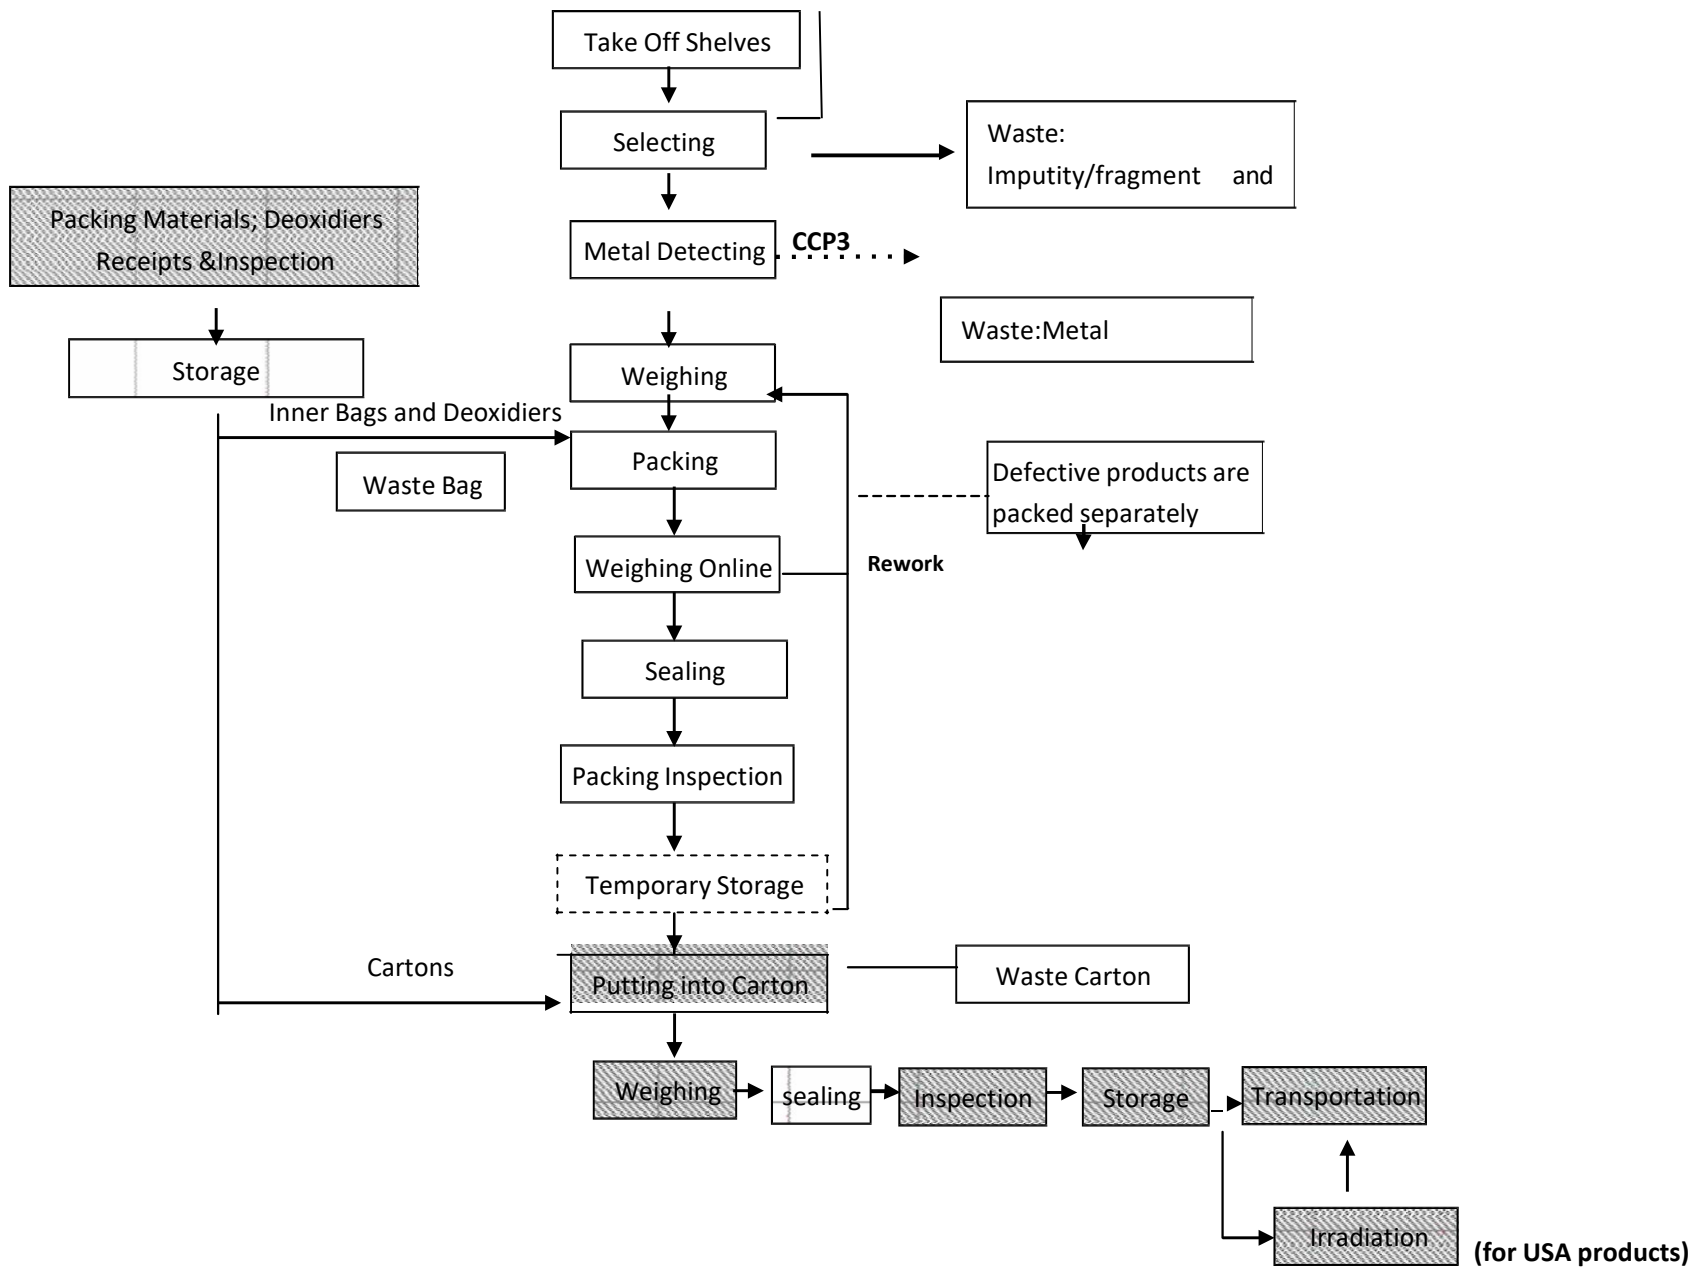 Take Off Shelves
Selecting
Waste:
Imputity/fragment and
Packing Materials; Deoxidiers
Receipts &Inspection
Metal Detecting
CCP3
Waste:Metal
Storage
Weighing
Inner Bags and Deoxidiers
Packing
Waste Bag
Defective products are
packed separately
Weighing Online
Rework
Sealing
Packing Inspection
Temporary Storage
Cartons
Putting into Carton
Waste Carton
Weighing
sealing
Inspection
Storage
Transportation
Irradiation
(for USA products)